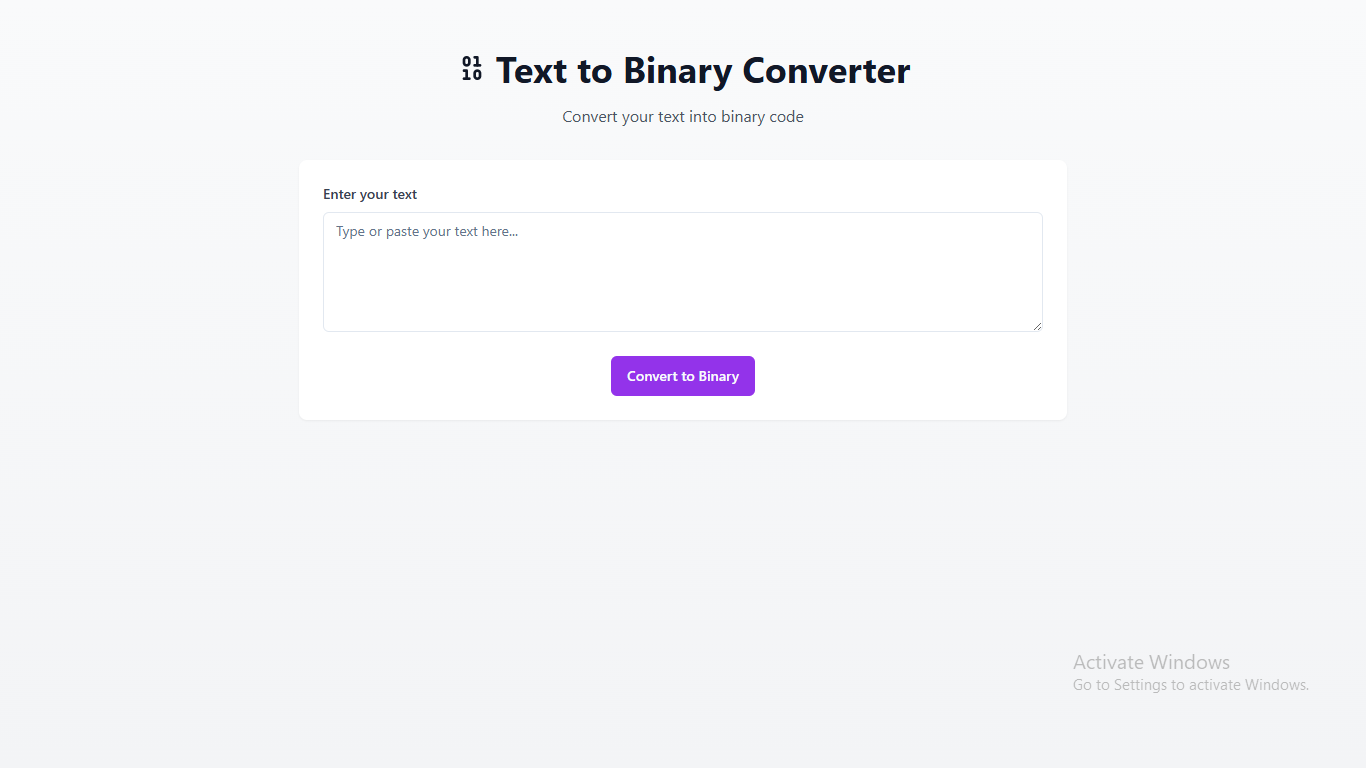 01
10
Text to Binary Converter
Convert your text into binary code
Enter your text
Type or paste your text here...
Convert to Binary
Activate Windows
Go to Settings to activate Windows.